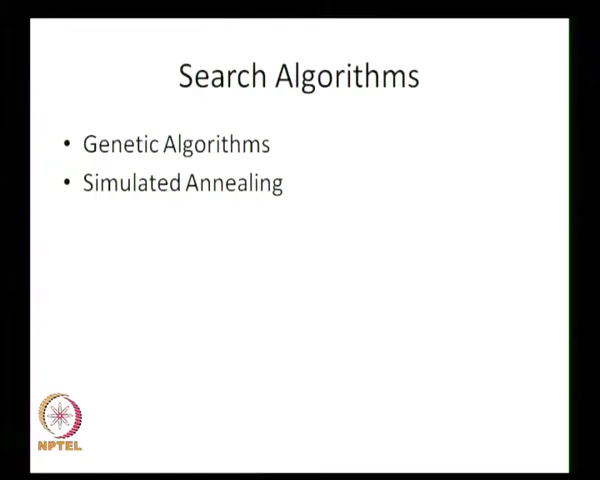 Search Algorithms
• Genetic Algorithms
• Simulated Annealing
NPTEL